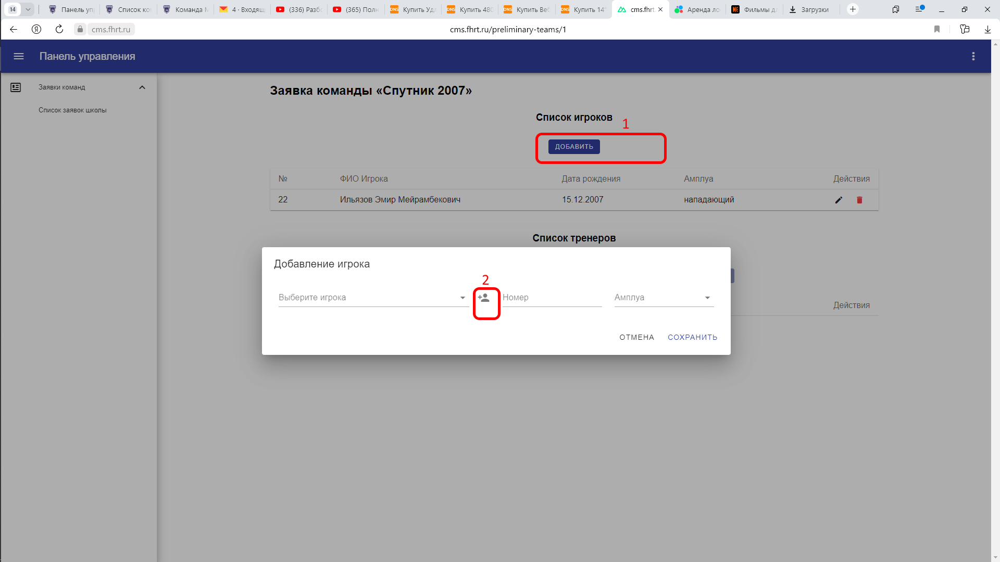 14
Панель уп
Список ко
Команда М
4 · Входящ
(336) Разб
(365) Полн
DNS Купить Уд
DNS Купить 480
DNS Купить Ве
DNS Купить 14"
cms.fhrt.
Аренда ло
Фильмы д
Загрузки
cms.fhrt.ru
cms.fhrt.ru/preliminary-teams/1
Панель управления
Заявки команд
Список заявок школы
Заявка команды «Спутник 2007»
Список игроков
1
ДОБАВИТЬ
№ ФИО Игрока Дата рождения Амплуа Действия
22 Ильязов Эмир Мейрамбекович 15.12.2007 нападающий
Список тренеров
Добавление игрока
2
Выберите игрока Номер Амплуа
Действия
ОТМЕНА СОХРАНИТЬ